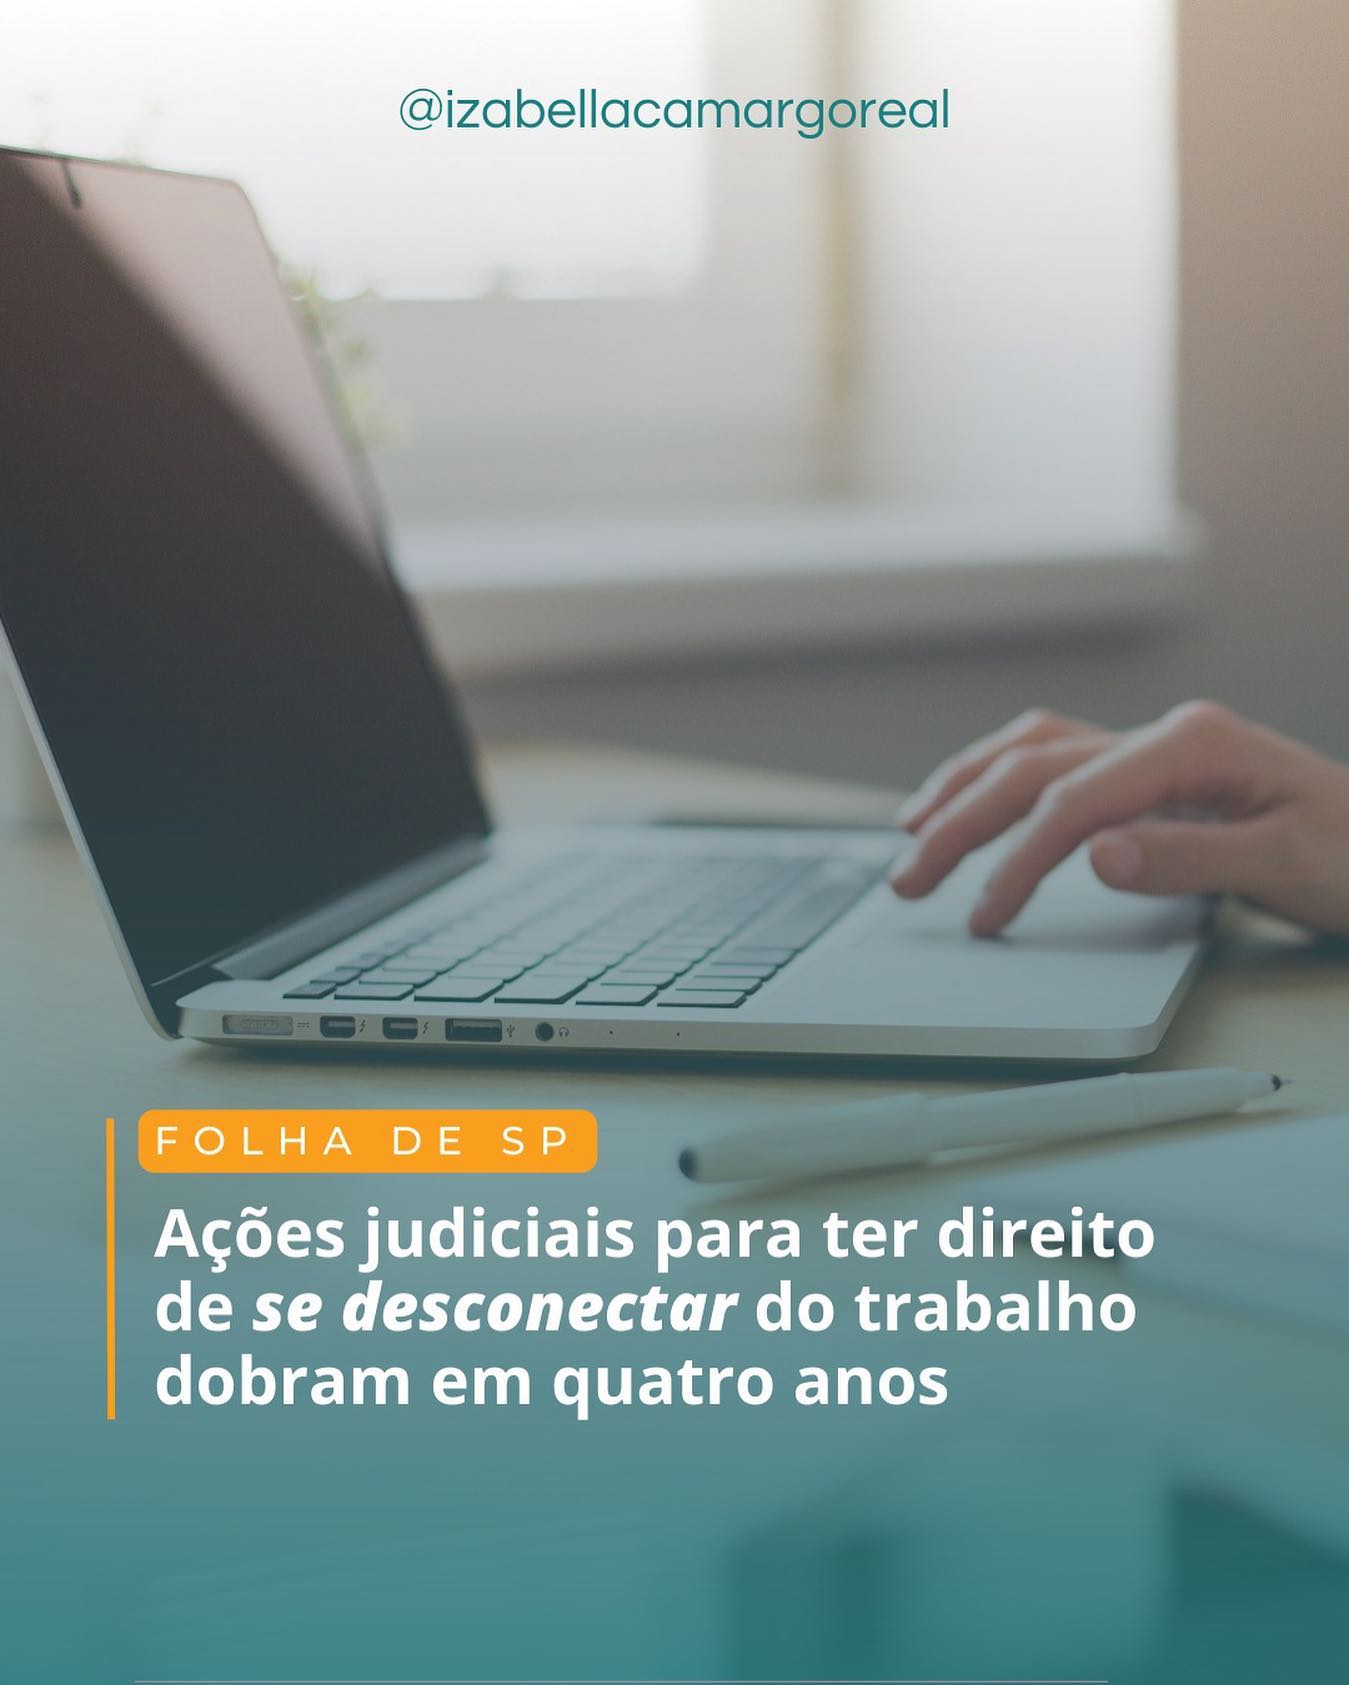 @izabellacamargoreal
FOLHA DE SP
Ações judiciais para ter direito
de se desconectar do trabalho
dobram em quatro anos